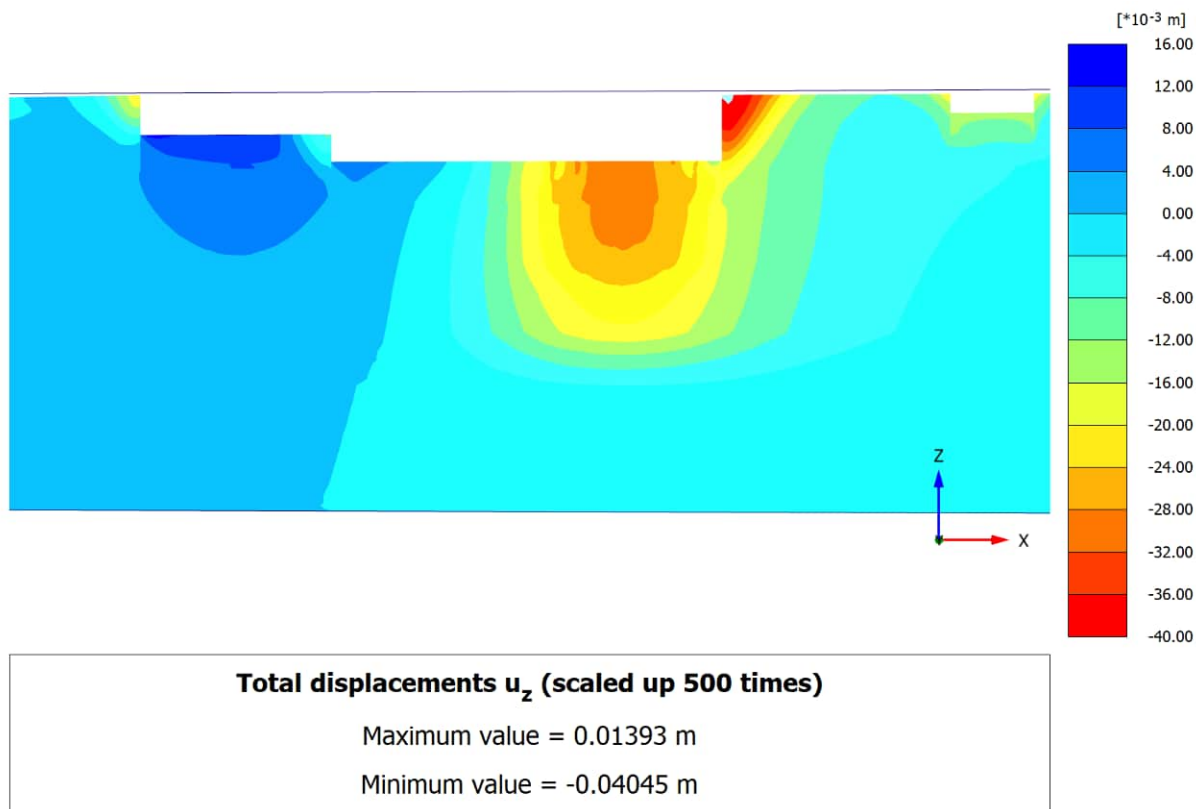 [*10⁻³ m]
16.00
12.00
8.00
4.00
0.00
-4.00
-8.00
-12.00
-16.00
-20.00
-24.00
-28.00
-32.00
-36.00
-40.00
Z
X
Total displacements u_z (scaled up 500 times)
Maximum value = 0.01393 m
Minimum value = -0.04045 m